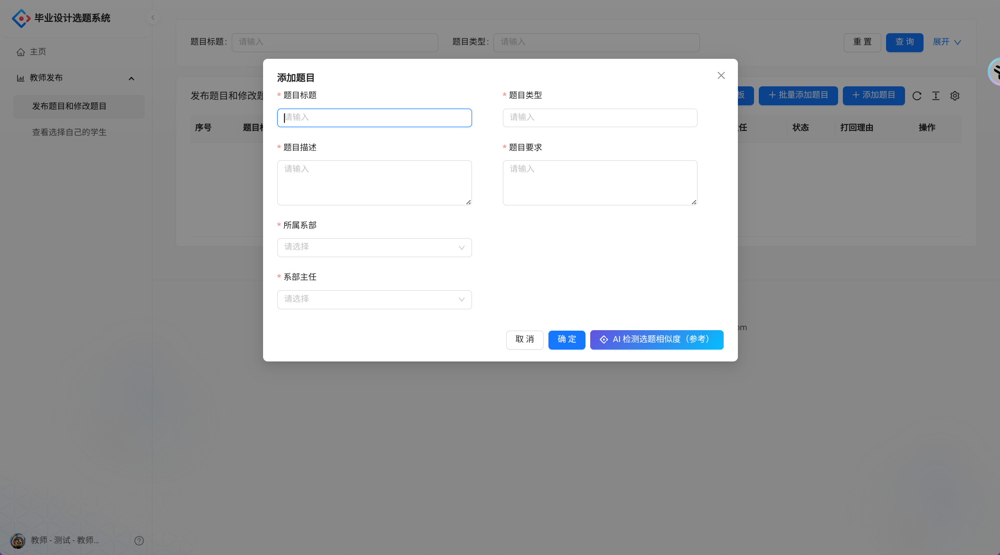 毕业设计选题系统
主页
教师发布
发布题目和修改题目
查看选择自己的学生
题目标题: 请输入 题目类型: 请输入 重 置 查 询 展开
发布题目和修改 板 + 批量添加题目 + 添加题目
序号 题目 任 状态 打回理由 操作
添加题目
* 题目标题 * 题目类型
请输入 请输入
* 题目描述 * 题目要求
请输入 请输入
* 所属系部
请选择
* 系部主任
请选择
取 消 确 定 AI 检测选题相似度（参考）
om
教师 - 测试 - 教师...